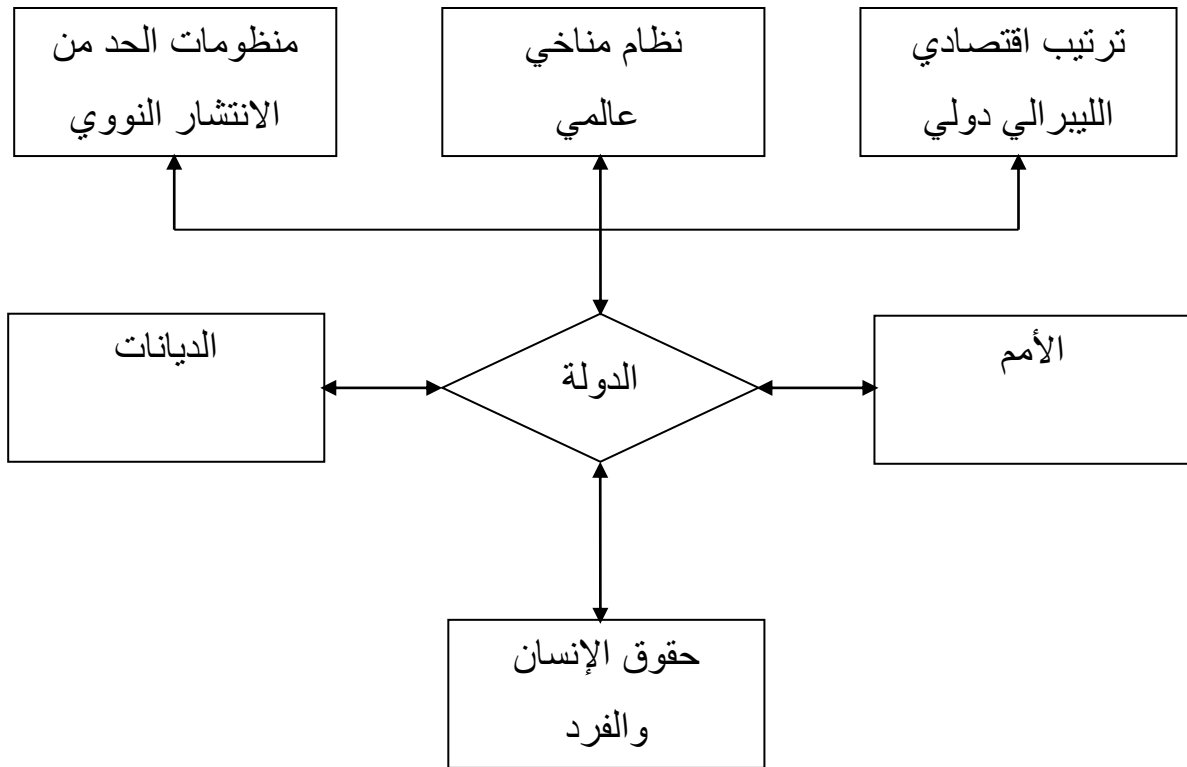 ترتيب اقتصادي
الليبرالي دولي
نظام مناخي
عالمي
منظومات الحد من
الانتشار النووي
الأمم
الدولة
الديانات
حقوق الإنسان
والفرد